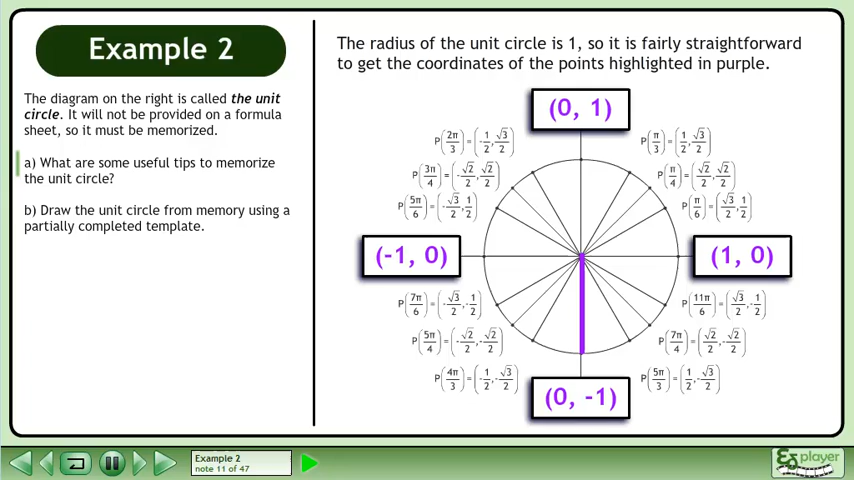 Example 2
The diagram on the right is called the unit
circle. It will not be provided on a formula
sheet, so it must be memorized.
a) What are some useful tips to memorize
the unit circle?
b) Draw the unit circle from memory using a
partially completed template.
The radius of the unit circle is 1, so it is fairly straightforward
to get the coordinates of the points highlighted in purple.
(0, 1)
P(2π/3) = (-1/2, √3/2)
P(π/3) = (1/2, √3/2)
P(3π/4) = (-√2/2, √2/2)
P(π/4) = (√2/2, √2/2)
P(5π/6) = (-√3/2, 1/2)
P(π/6) = (√3/2, 1/2)
(-1, 0)
(1, 0)
P(7π/6) = (-√3/2, -1/2)
P(11π/6) = (√3/2, -1/2)
P(5π/4) = (-√2/2, -√2/2)
P(7π/4) = (√2/2, -√2/2)
P(4π/3) = (-1/2, -√3/2)
P(5π/3) = (1/2, -√3/2)
(0, -1)
Example 2
note 11 of 47
player